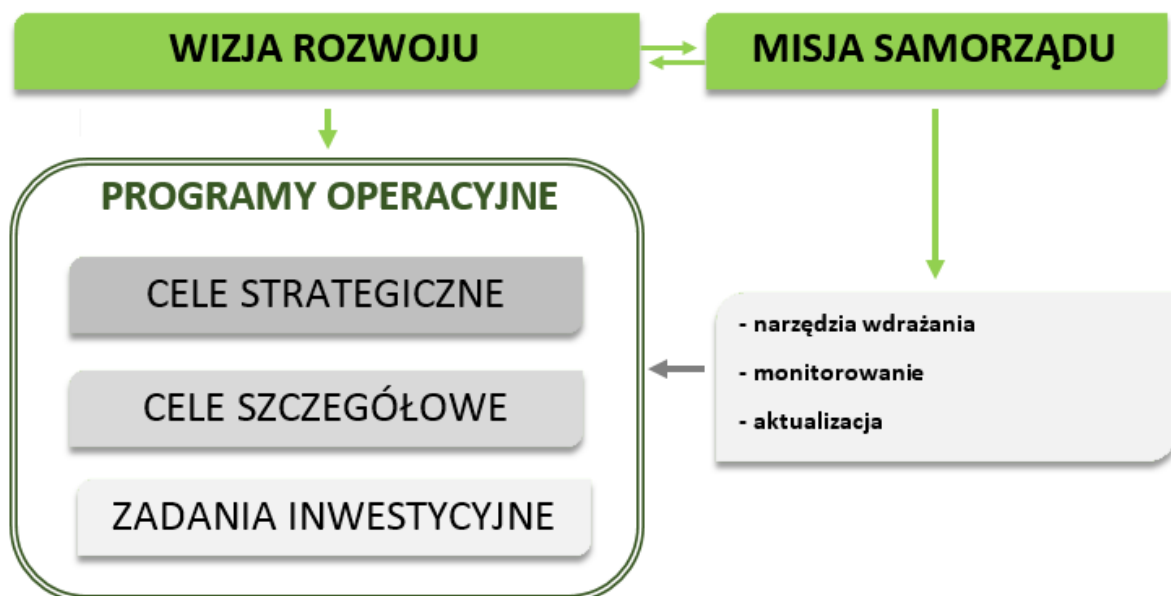 WIZJA ROZWOJU
MISJA SAMORZĄDU
PROGRAMY OPERACYJNE
CELE STRATEGICZNE
CELE SZCZEGÓŁOWE
ZADANIA INWESTYCYJNE
- narzędzia wdrażania
- monitorowanie
- aktualizacja